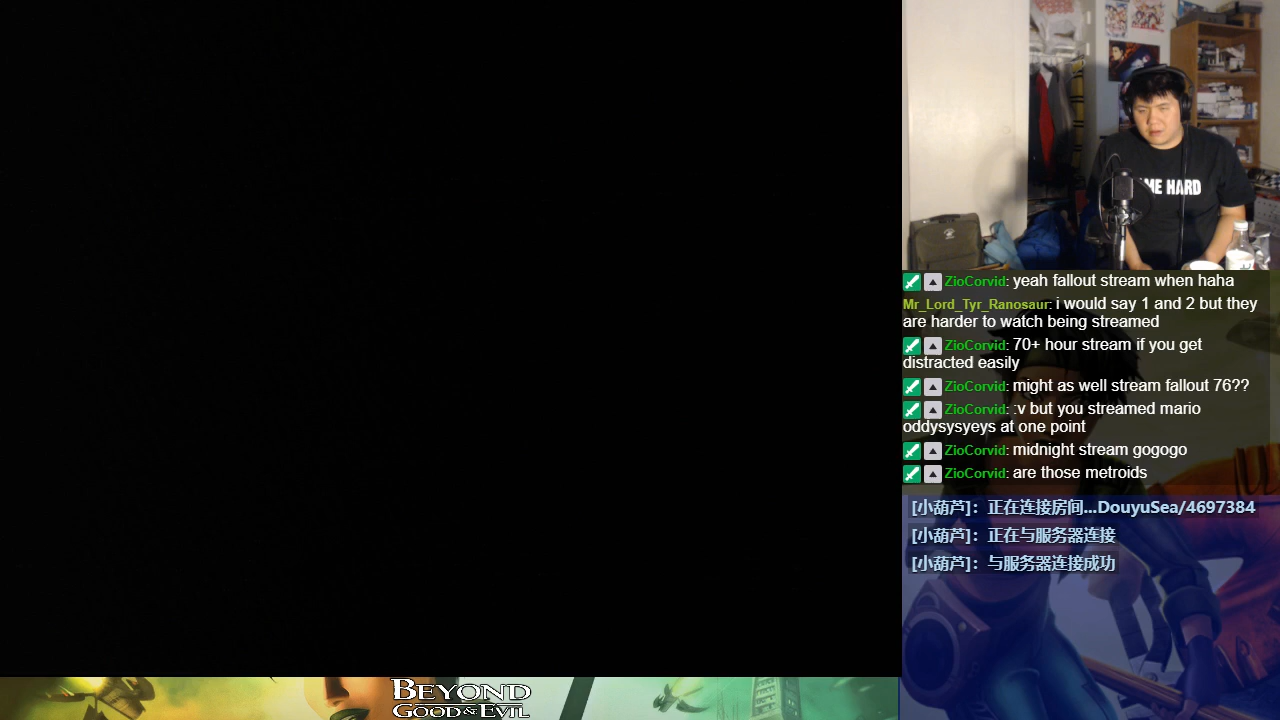 ME HARD
ZioCorvid: yeah fallout stream when haha
Mr_Lord_Tyr_Ranosaur: i would say 1 and 2 but they
are harder to watch being streamed
ZioCorvid: 70+ hour stream if you get
distracted easily
ZioCorvid: might as well stream fallout 76??
ZioCorvid: :v but you streamed mario
oddysysyeys at one point
ZioCorvid: midnight stream gogogo
ZioCorvid: are those metroids
[小葫芦]: 正在连接房间...DouyuSea/4697384
[小葫芦]: 正在与服务器连接
[小葫芦]: 与服务器连接成功
BEYOND
GOOD & EVIL